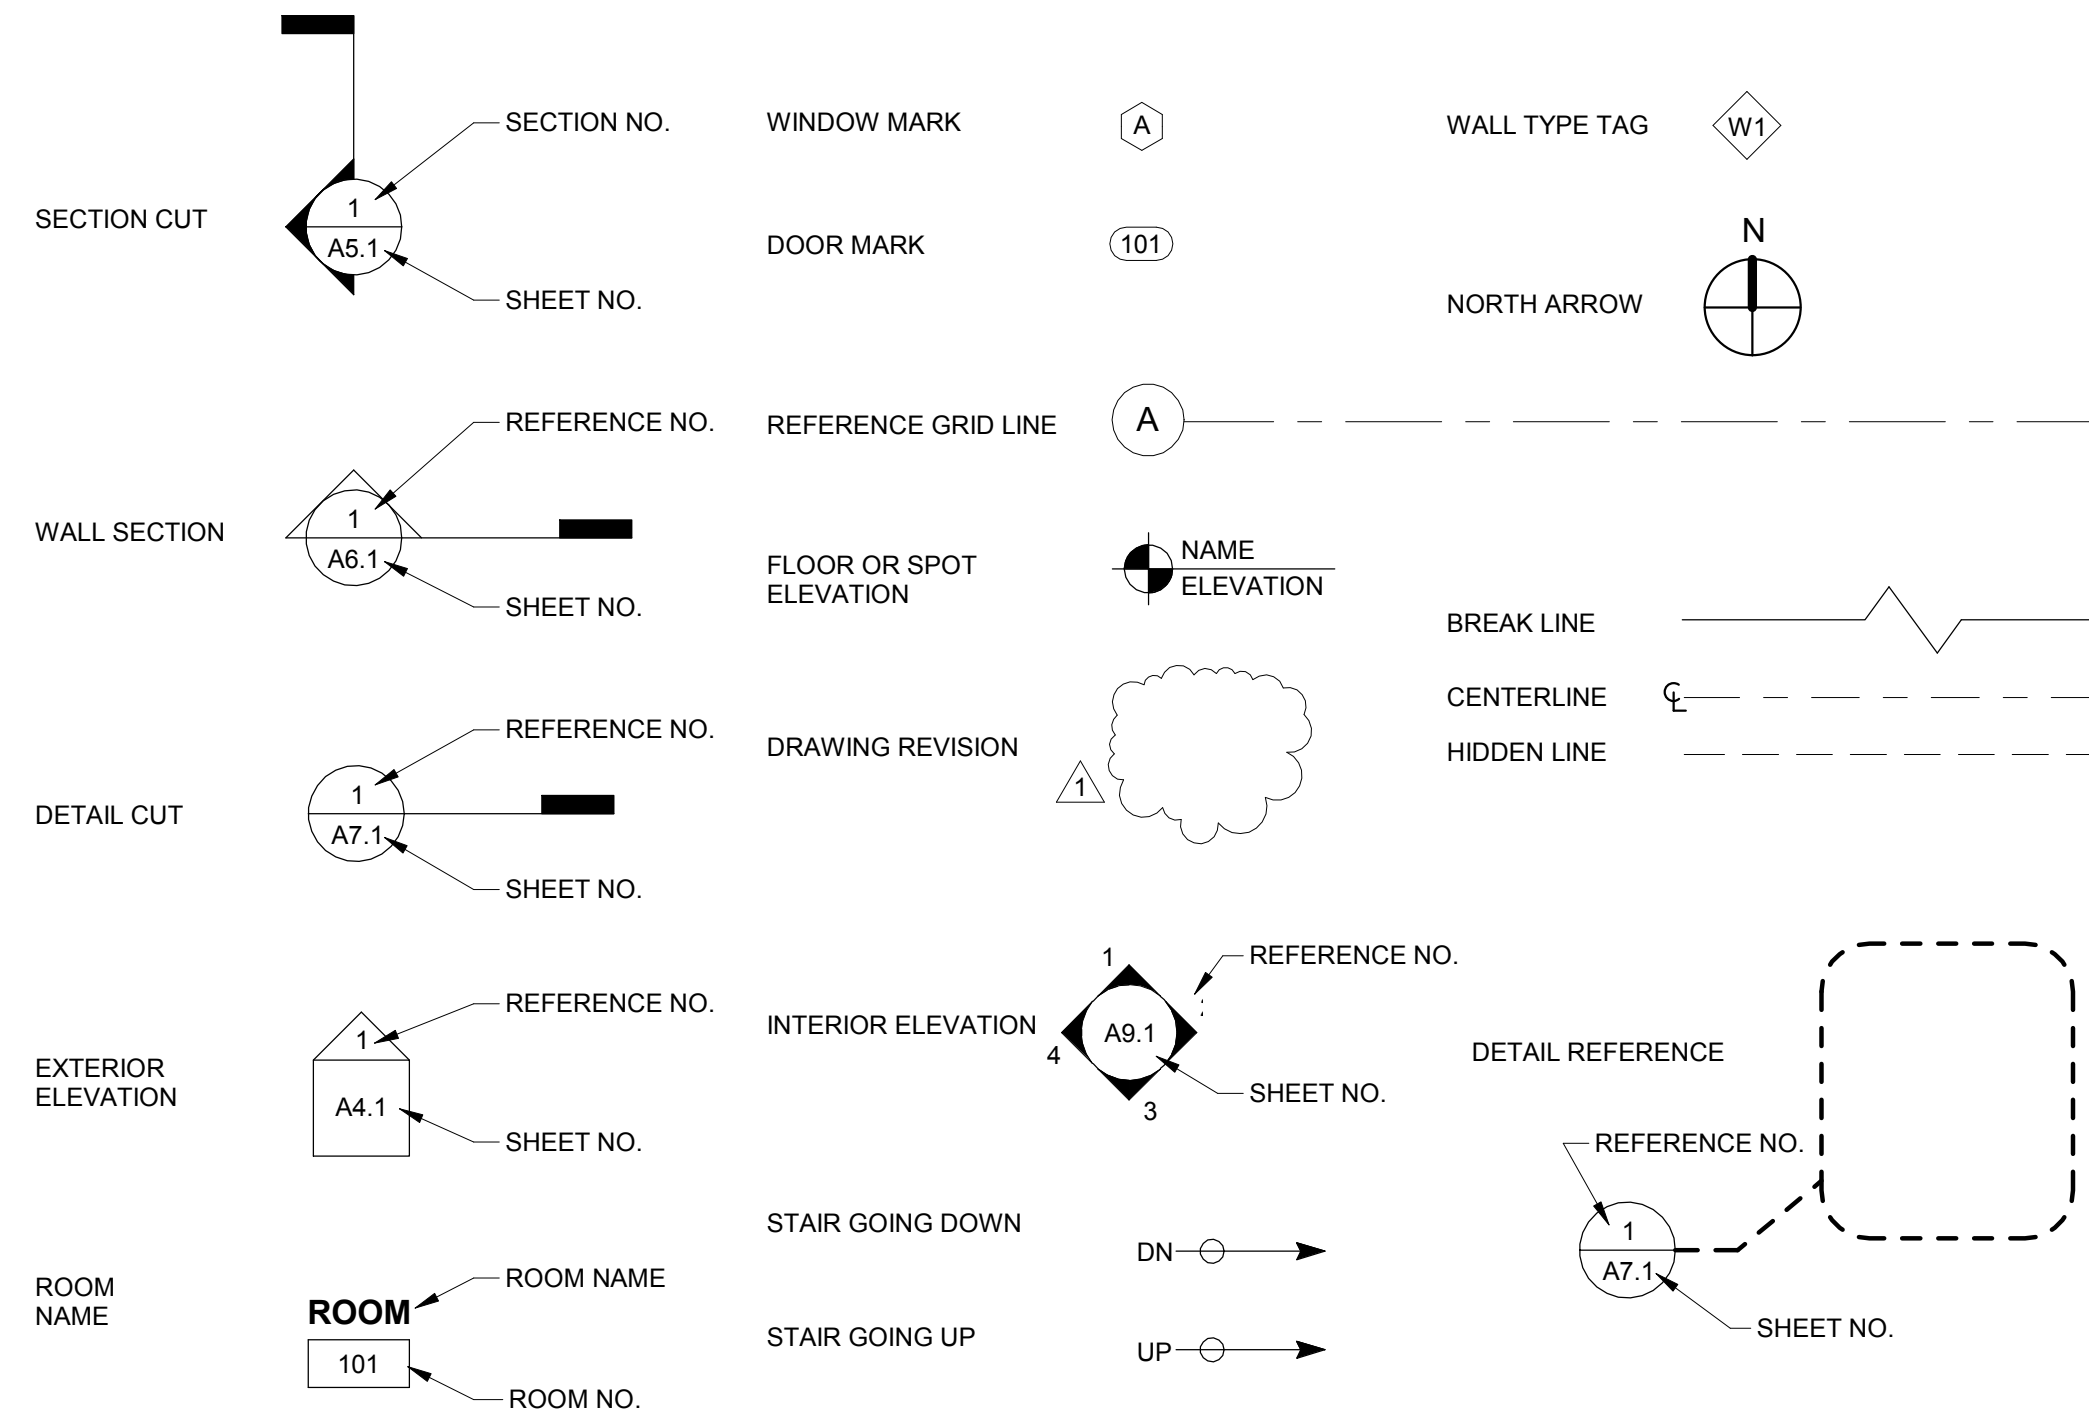 SECTION CUT
1
A5.1
SECTION NO.
SHEET NO.
WALL SECTION
1
A6.1
REFERENCE NO.
SHEET NO.
DETAIL CUT
1
A7.1
REFERENCE NO.
SHEET NO.
EXTERIOR
ELEVATION
1
A4.1
REFERENCE NO.
SHEET NO.
ROOM
NAME
ROOM
101
ROOM NAME
ROOM NO.
WINDOW MARK
A
DOOR MARK
101
REFERENCE GRID LINE
A
FLOOR OR SPOT
ELEVATION
NAME
ELEVATION
DRAWING REVISION
1
INTERIOR ELEVATION
1
4
A9.1
3
REFERENCE NO.
SHEET NO.
STAIR GOING DOWN
DN
STAIR GOING UP
UP
WALL TYPE TAG
W1
NORTH ARROW
N
BREAK LINE
CENTERLINE
℄
HIDDEN LINE
DETAIL REFERENCE
REFERENCE NO.
1
A7.1
SHEET NO.